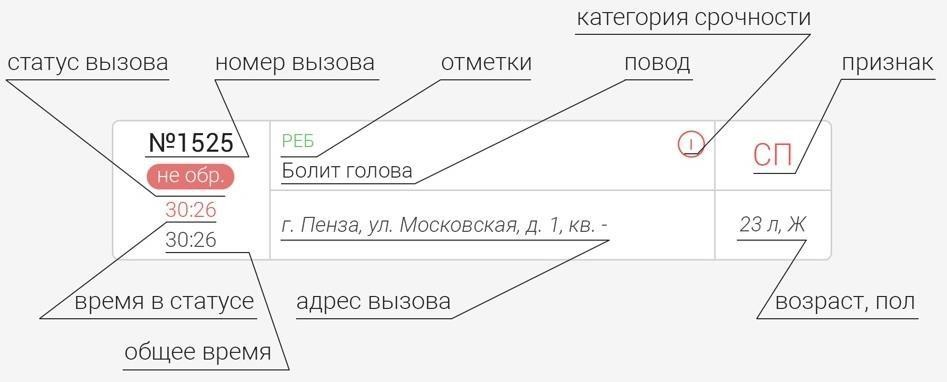 категория срочности
статус вызова
номер вызова
отметки
повод
признак
№1525
РЕБ
I
СП
не обр.
Болит голова
30:26
30:26
г. Пенза, ул. Московская, д. 1, кв. -
23 л, Ж
время в статусе
адрес вызова
возраст, пол
общее время